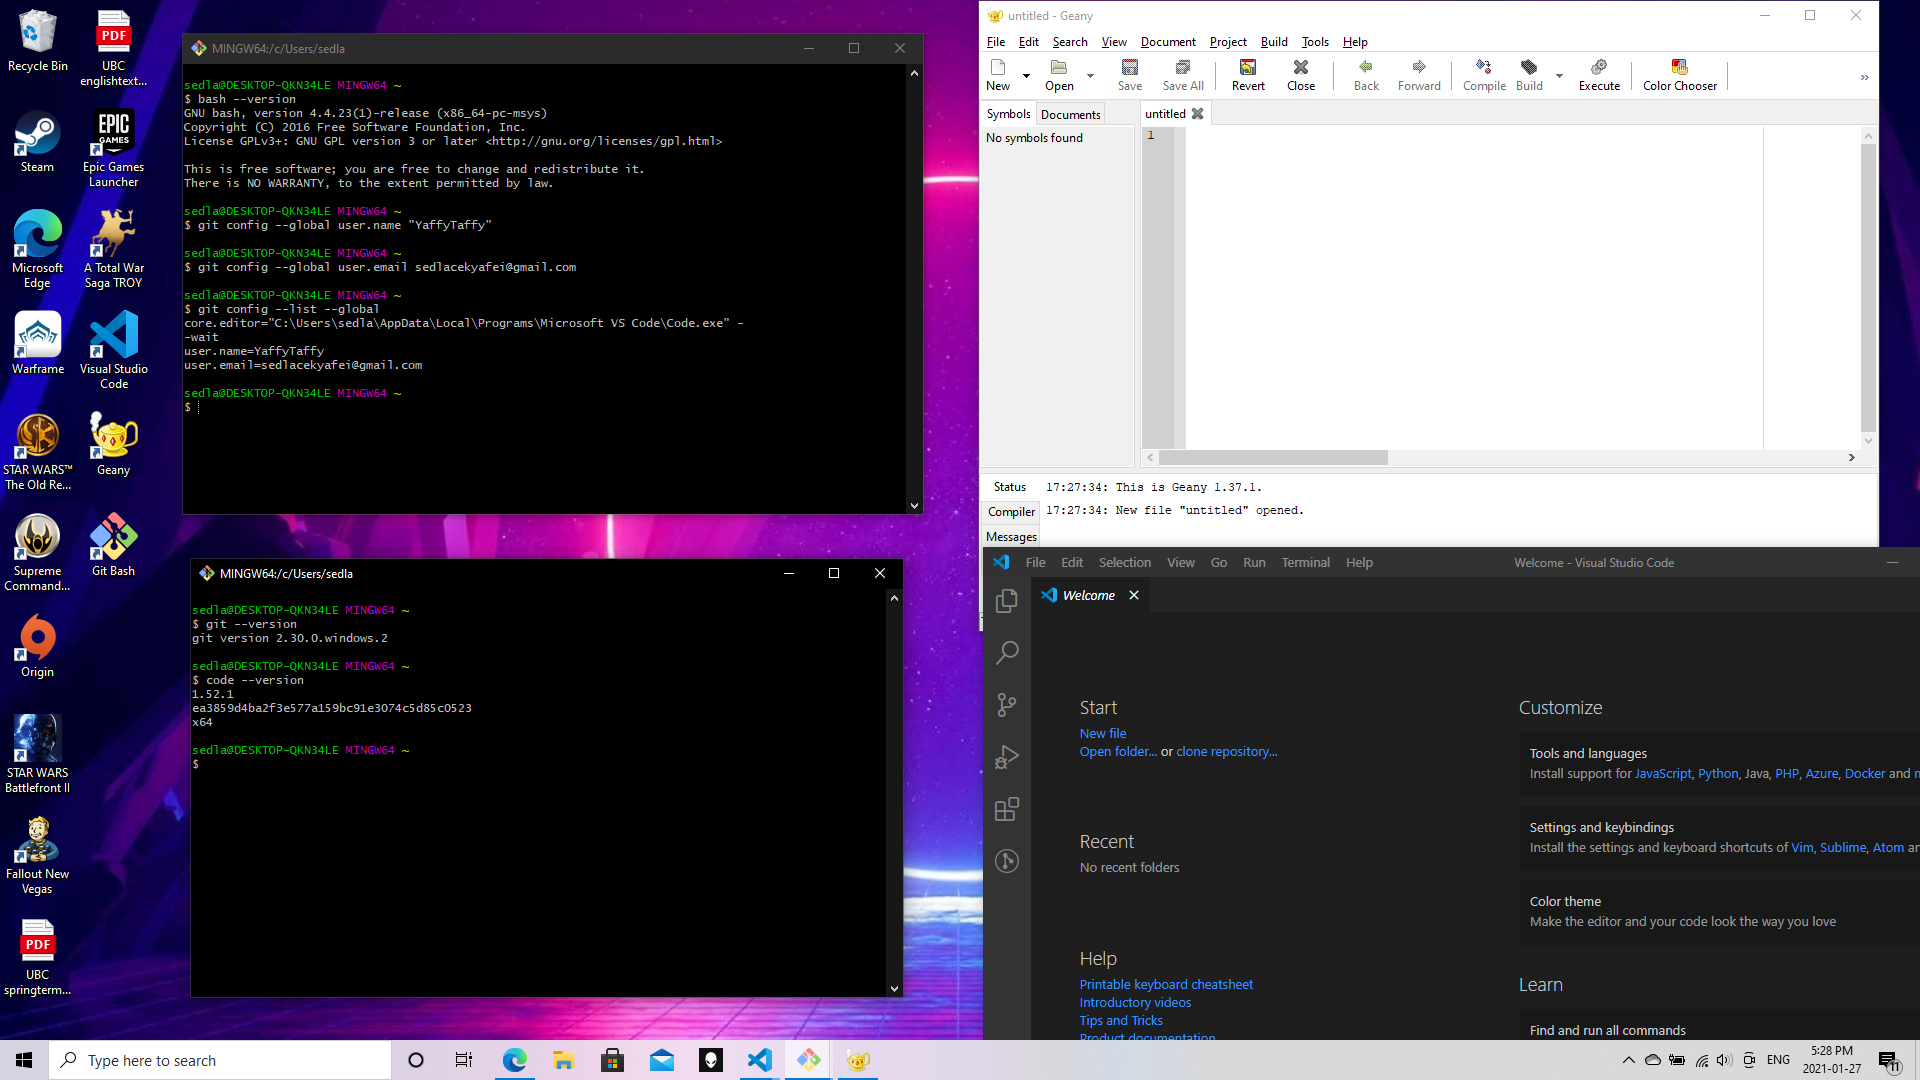 Recycle Bin
UBC
englishtext...
Steam
Epic Games
Launcher
Microsoft
Edge
A Total War
Saga TROY
Warframe
Visual Studio
Code
STAR WARS™
The Old Re...
Geany
Supreme
Command...
Git Bash
Origin
STAR WARS
Battlefront II
Fallout New
Vegas
UBC
springterm...
PDF
EPIC
GAMES
PDF
MINGW64:/c/Users/sedla
sedla@DESKTOP-QKN34LE MINGW64 ~
$ bash --version
GNU bash, version 4.4.23(1)-release (x86_64-pc-msys)
Copyright (C) 2016 Free Software Foundation, Inc.
License GPLv3+: GNU GPL version 3 or later <http://gnu.org/licenses/gpl.html>
This is free software; you are free to change and redistribute it.
There is NO WARRANTY, to the extent permitted by law.
sedla@DESKTOP-QKN34LE MINGW64 ~
$ git config --global user.name "YaffyTaffy"
sedla@DESKTOP-QKN34LE MINGW64 ~
$ git config --global user.email sedlacekyafei@gmail.com
sedla@DESKTOP-QKN34LE MINGW64 ~
$ git config --list --global
core.editor="C:\Users\sedla\AppData\Local\Programs\Microsoft VS Code\Code.exe" -
-wait
user.name=YaffyTaffy
user.email=sedlacekyafei@gmail.com
sedla@DESKTOP-QKN34LE MINGW64 ~
$
MINGW64:/c/Users/sedla
sedla@DESKTOP-QKN34LE MINGW64 ~
$ git --version
git version 2.30.0.windows.2
sedla@DESKTOP-QKN34LE MINGW64 ~
$ code --version
1.52.1
ea3859d4ba2f3e577a159bc91e3074c5d85c0523
x64
sedla@DESKTOP-QKN34LE MINGW64 ~
$
untitled - Geany
File Edit Search View Document Project Build Tools Help
New Open Save Save All Revert Close Back Forward Compile Build Execute Color Chooser »
Symbols Documents
untitled
No symbols found
1
Status
Compiler
Messages
17:27:34: This is Geany 1.37.1.
17:27:34: New file "untitled" opened.
File Edit Selection View Go Run Terminal Help
Welcome - Visual Studio Code
Welcome
Start
New file
Open folder... or clone repository...
Recent
No recent folders
Help
Printable keyboard cheatsheet
Introductory videos
Tips and Tricks
Product documentation
Customize
Tools and languages
Install support for JavaScript, Python, Java, PHP, Azure, Docker and m
Settings and keybindings
Install the settings and keyboard shortcuts of Vim, Sublime, Atom an
Color theme
Make the editor and your code look the way you love
Learn
Find and run all commands
Type here to search
ENG
5:28 PM
2021-01-27
11